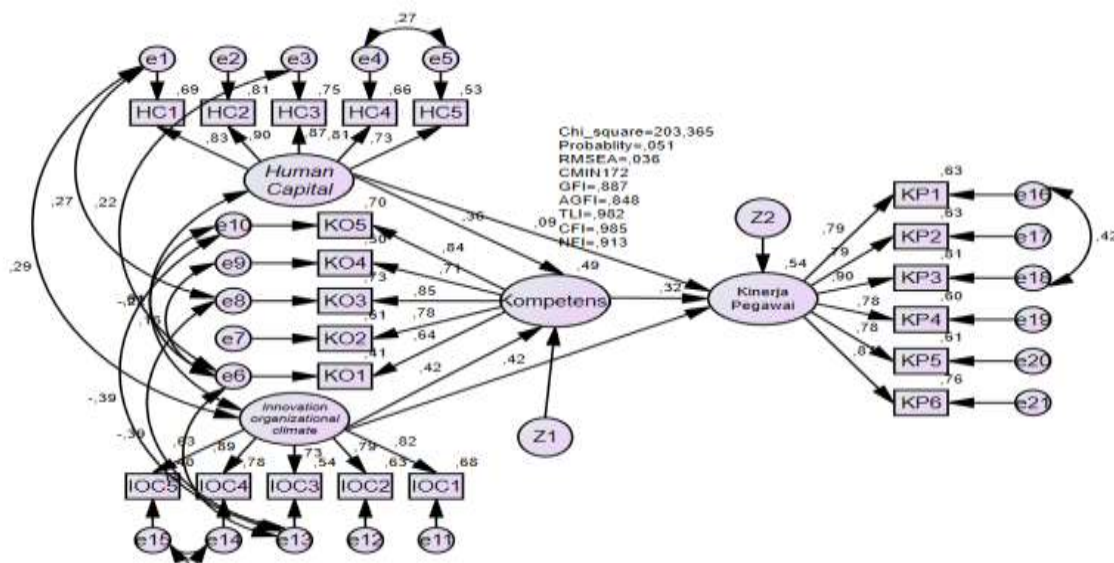 ,27
e1 e2 e3 e4 e5
,69 ,81 ,75 ,66 ,53
HC1 HC2 HC3 HC4 HC5
,83 ,90 ,87 ,81 ,73
Human
Capital
Chi_square=203,365
Probablity=,051
RMSEA=,036
CMIN172
GFI=,887
AGFI=,848
TLI=,982
CFI=,985
NFI=,913
,27 ,22
,29
,36 ,09
,70
e10 KO5
,84
e9 KO4
,71
,73
e8 KO3
,85
e7 KO2
,78
,41
e6 KO1
,64
,49
Kompetens
,32
,42 ,42
Z1
Z2
,54
Kinerja
Pegawai
,63
,79 KP1 e16
,63
,79 KP2 e17
,81
,90 KP3 e18
,42
,60
,78 KP4 e19
,61
,78 KP5 e20
,76
KP6 e21
-,39
-,39
Innovation
organizational
climate
,63 ,89 ,73 ,79 ,82
,78 ,54 ,63 ,68
IOC5 IOC4 IOC3 IOC2 IOC1
e15 e14 e13 e12 e11